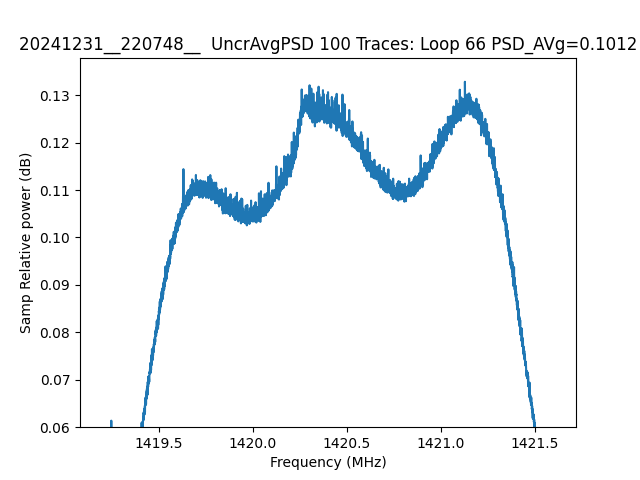 20241231__220748__  UncrAvgPSD 100 Traces: Loop 66 PSD_AVg=0.1012
0.13
0.12
0.11
0.10
0.09
0.08
0.07
0.06
Samp Relative power (dB)
1419.5 1420.0 1420.5 1421.0 1421.5
Frequency (MHz)